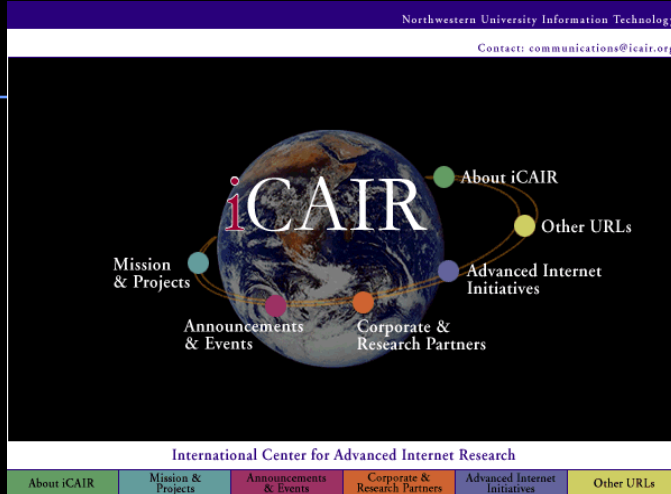 Northwestern University Information Technology
Contact: communications@icair.org
About iCAIR
iCAIR
Other URLs
Mission
& Projects
Advanced Internet
Initiatives
Announcements
& Events
Corporate &
Research Partners
International Center for Advanced Internet Research
About iCAIR
Mission &
Projects
Announcements
& Events
Corporate &
Research Partners
Advanced Internet
Initiatives
Other URLs